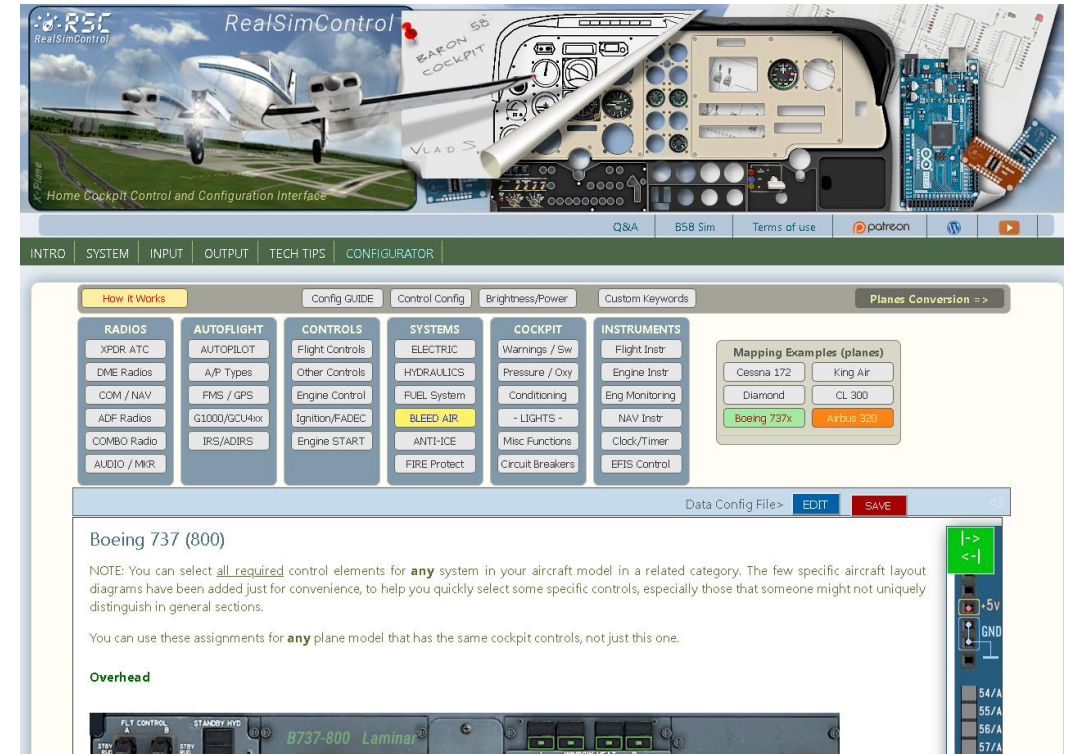 RSC
RealSimControl
RealSimControl
BARON 58
COCKPIT
VLAD S.
X-Plane
Home Cockpit Control and Configuration Interface
Q&A B58 Sim Terms of use patreon
INTRO SYSTEM INPUT OUTPUT TECH TIPS CONFIGURATOR
How it Works Config GUIDE Control Config Brightness/Power Custom Keywords Planes Conversion =>
RADIOS AUTOFLIGHT CONTROLS SYSTEMS COCKPIT INSTRUMENTS
XPDR ATC AUTOPILOT Flight Controls ELECTRIC Warnings / Sw Flight Instr
Mapping Examples (planes)
DME Radios A/P Types Other Controls HYDRAULICS Pressure / Oxy Engine Instr Cessna 172 King Air
COM / NAV FMS / GPS Engine Control FUEL System Conditioning Eng Monitoring Diamond CL 300
ADF Radios G1000/GCU4xx Ignition/FADEC BLEED AIR - LIGHTS - NAV Instr Boeing 737x Airbus 320
COMBO Radio IRS/ADIRS Engine START ANTI-ICE Misc Functions Clock/Timer
AUDIO / MKR FIRE Protect Circuit Breakers EFIS Control
Data Config File> EDIT SAVE 43
Boeing 737 (800)
|->
<-|
NOTE: You can select all required control elements for any system in your aircraft model in a related category. The few specific aircraft layout
diagrams have been added just for convenience, to help you quickly select some specific controls, especially those that someone might not uniquely
distinguish in general sections.
+5v
GND
You can use these assignments for any plane model that has the same cockpit controls, not just this one.
Overhead
54/A
55/A
56/A
57/A
FLT CONTROL
A B
STANDBY HYD
STBY
RUD
STBY
RUD
B737-800 Laminar
WINDOW HEAT